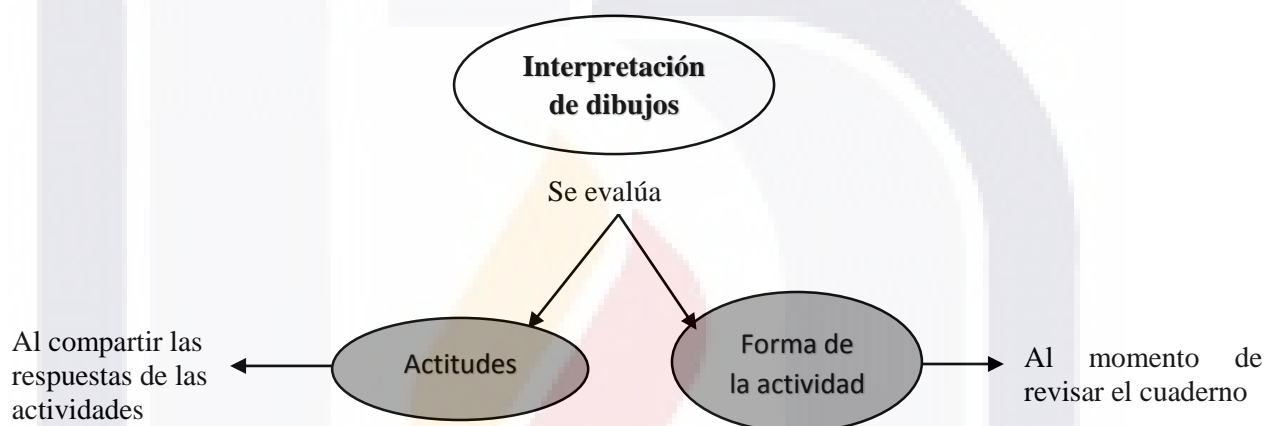 Interpretación
de dibujos
Se evalúa
Al compartir las
respuestas de las
actividades
Actitudes
Forma de
la actividad
Al momento de
revisar el cuaderno